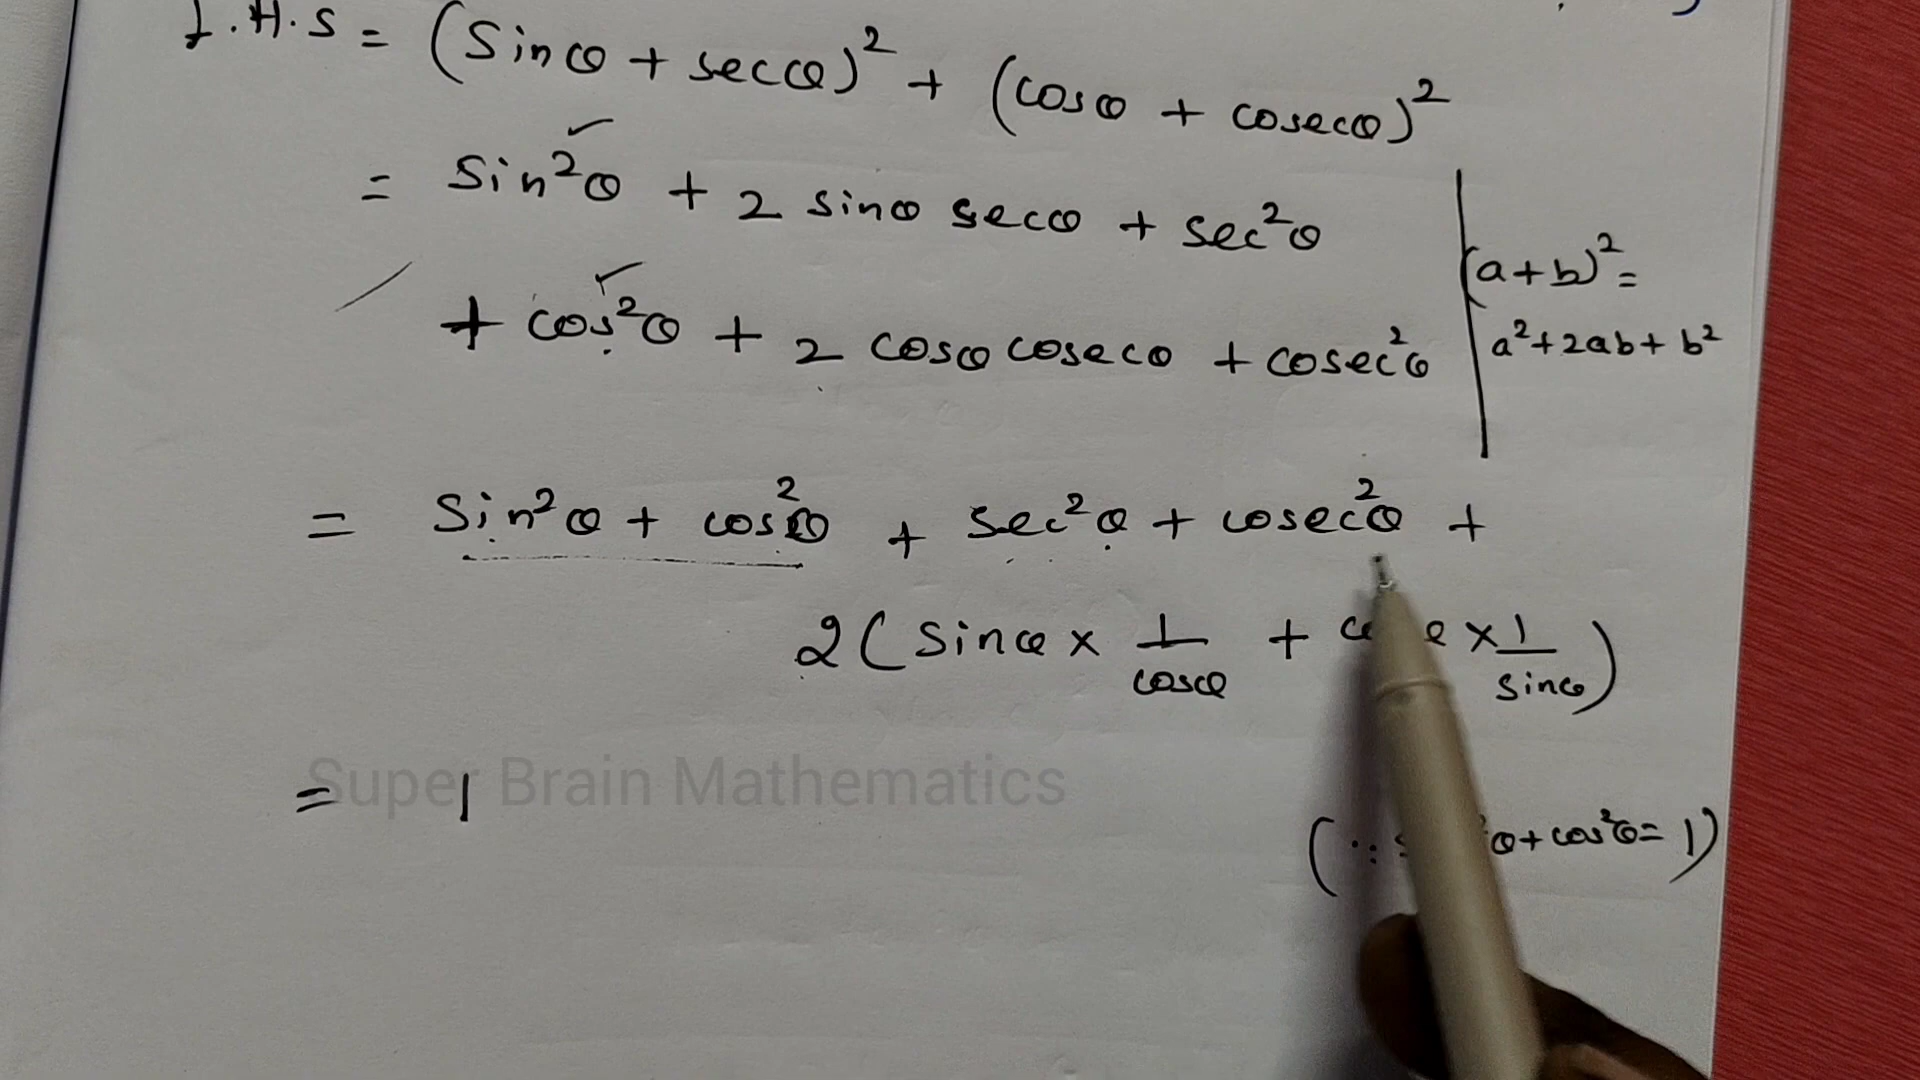 L.H.S = (Sinθ + secθ)² + (cosθ + cosecθ)²
= Sin²θ + 2 sinθ secθ + sec²θ
+ cos²θ + 2 cosθ cosecθ + cosec²θ
(a+b)² =
a²+2ab+b²
= Sin²θ + cos²θ + sec²θ + cosec²θ +
2(Sinθ × 1/cosθ + × 1/sinθ)
= 1
Super Brain Mathematics
(∵ θ + cos²θ = 1)